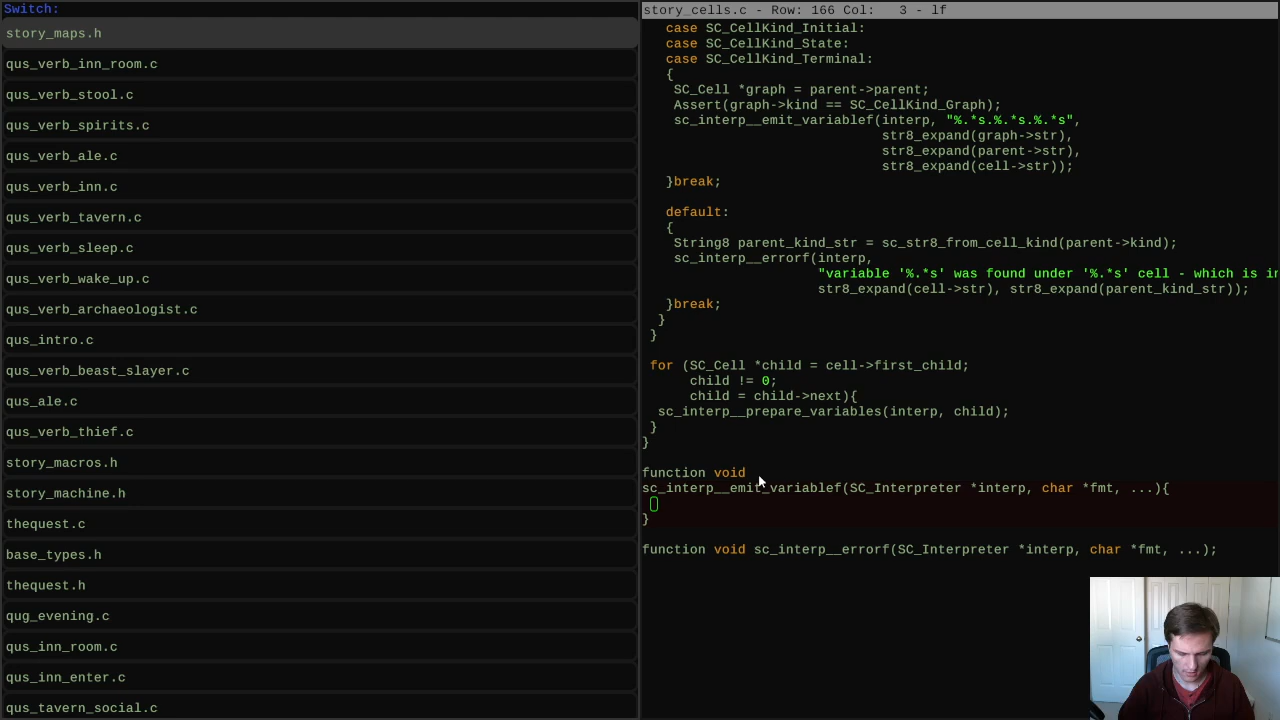 Switch:
story_maps.h
qus_verb_inn_room.c
qus_verb_stool.c
qus_verb_spirits.c
qus_verb_ale.c
qus_verb_inn.c
qus_verb_tavern.c
qus_verb_sleep.c
qus_verb_wake_up.c
qus_verb_archaeologist.c
qus_intro.c
qus_verb_beast_slayer.c
qus_ale.c
qus_verb_thief.c
story_macros.h
story_machine.h
thequest.c
base_types.h
thequest.h
qug_evening.c
qus_inn_room.c
qus_inn_enter.c
qus_tavern_social.c
story_cells.c - Row: 166 Col:   3 - lf
case SC_CellKind_Initial:
case SC_CellKind_State:
case SC_CellKind_Terminal:
{
SC_Cell *graph = parent->parent;
Assert(graph->kind == SC_CellKind_Graph);
sc_interp__emit_variablef(interp, "%.*s.%.*s.%.*s",
str8_expand(graph->str),
str8_expand(parent->str),
str8_expand(cell->str));
}break;
default:
{
String8 parent_kind_str = sc_str8_from_cell_kind(parent->kind);
sc_interp__errorf(interp,
"variable '%.*s' was found under '%.*s' cell - which is in
str8_expand(cell->str), str8_expand(parent_kind_str));
}break;
}
}
for (SC_Cell *child = cell->first_child;
child != 0;
child = child->next){
sc_interp__prepare_variables(interp, child);
}
}
function void
sc_interp__emit_variablef(SC_Interpreter *interp, char *fmt, ...){
}
function void sc_interp__errorf(SC_Interpreter *interp, char *fmt, ...);